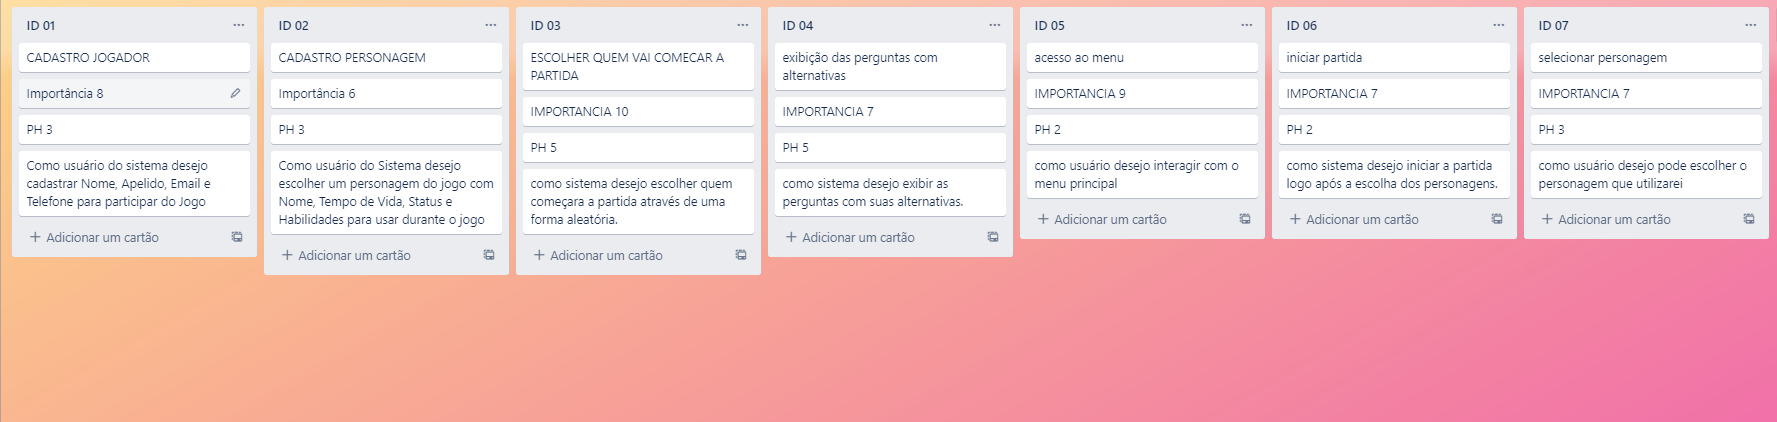 ID 01
CADASTRO JOGADOR
Importância 8
PH 3
Como usuário do sistema desejo
cadastrar Nome, Apelido, Email e
Telefone para participar do Jogo
+ Adicionar um cartão
ID 02
CADASTRO PERSONAGEM
Importância 6
PH 3
Como usuário do Sistema desejo
escolher um personagem do jogo com
Nome, Tempo de Vida, Status e
Habilidades para usar durante o jogo
+ Adicionar um cartão
ID 03
ESCOLHER QUEM VAI COMECAR A
PARTIDA
IMPORTANCIA 10
PH 5
como sistema desejo escolher quem
começara a partida através de uma
forma aleatória.
+ Adicionar um cartão
ID 04
exibição das perguntas com
alternativas
IMPORTANCIA 7
PH 5
como sistema desejo exibir as
perguntas com suas alternativas.
+ Adicionar um cartão
ID 05
acesso ao menu
IMPORTANCIA 9
PH 2
como usuário desejo interagir com o
menu principal
+ Adicionar um cartão
ID 06
iniciar partida
IMPORTANCIA 7
PH 2
como sistema desejo iniciar a partida
logo após a escolha dos personagens.
+ Adicionar um cartão
ID 07
selecionar personagem
IMPORTANCIA 7
PH 3
como usuário desejo pode escolher o
personagem que utilizarei
+ Adicionar um cartão